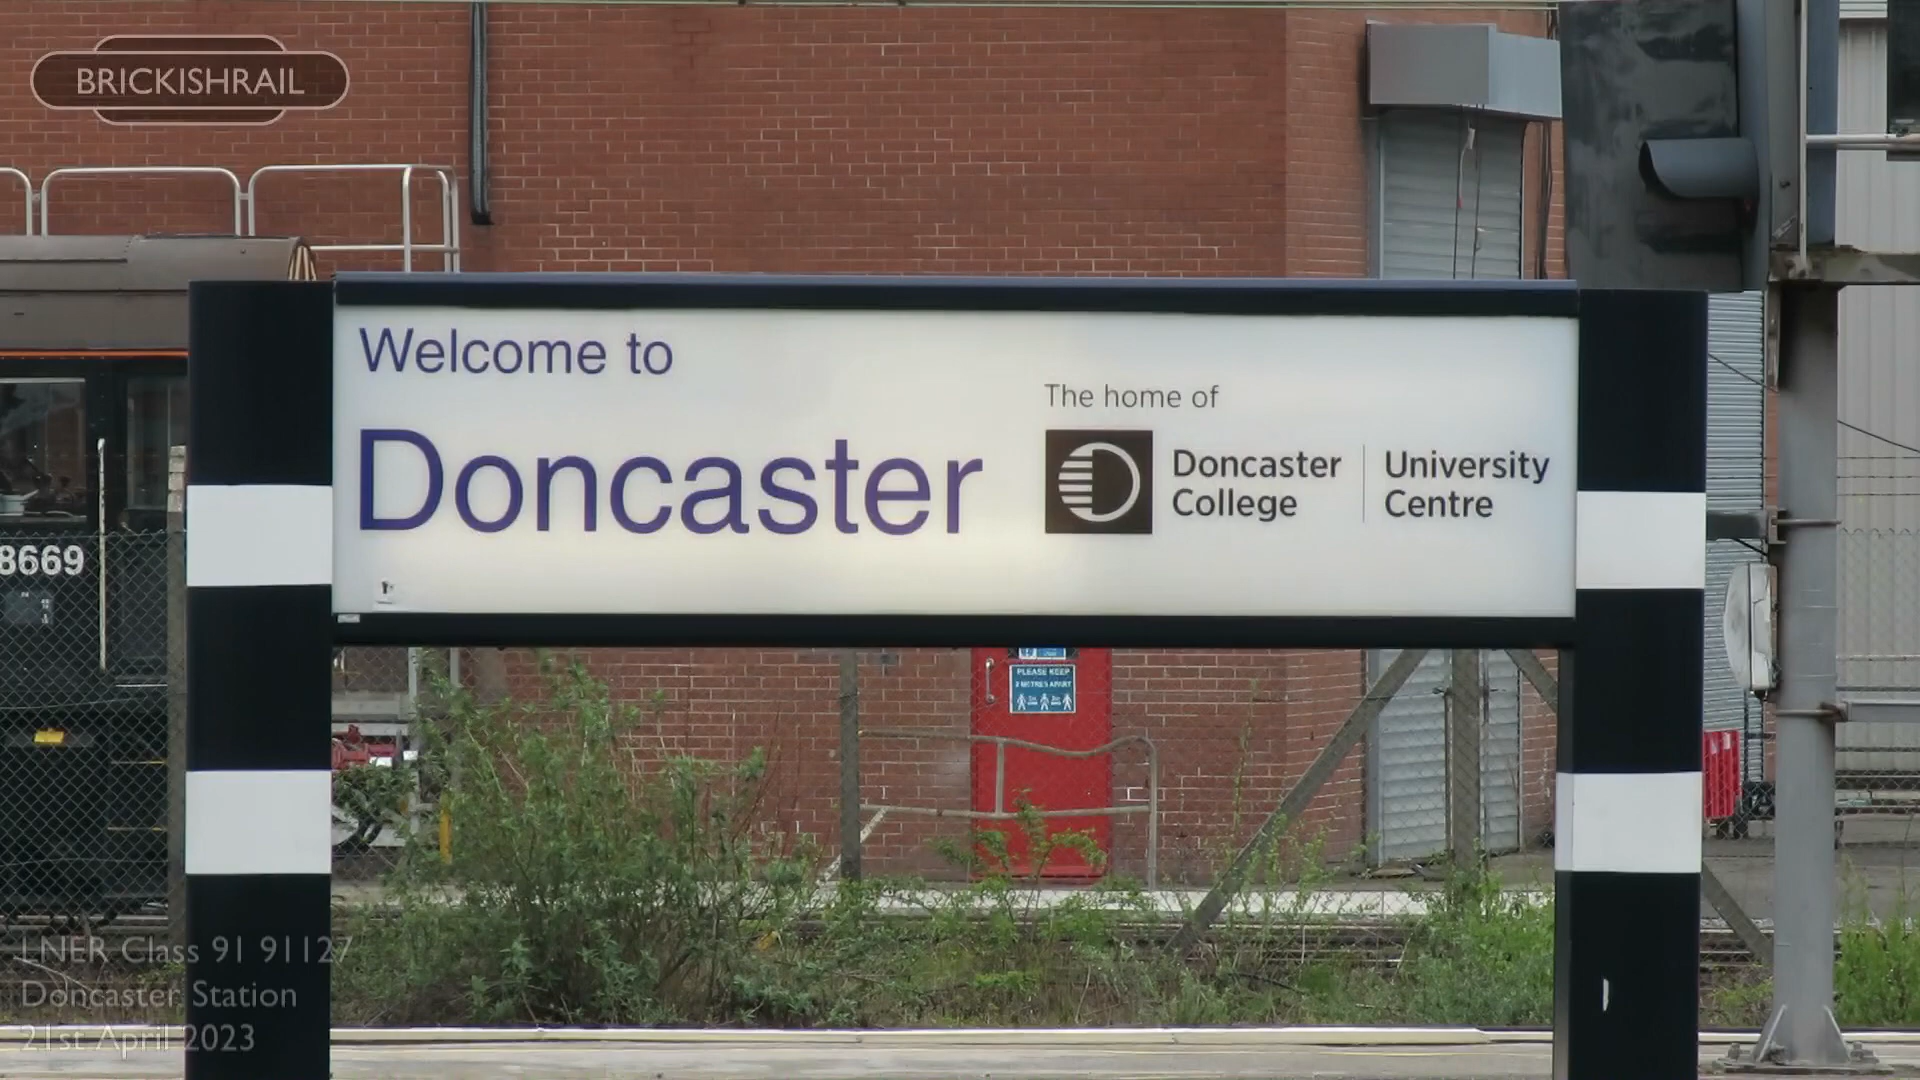 BRICKISHRAIL
Welcome to
Doncaster
The home of
Doncaster College
University Centre
8669
PLEASE KEEP
2 METRES APART
LNER Class 91 91127
Doncaster Station
21st April 2023